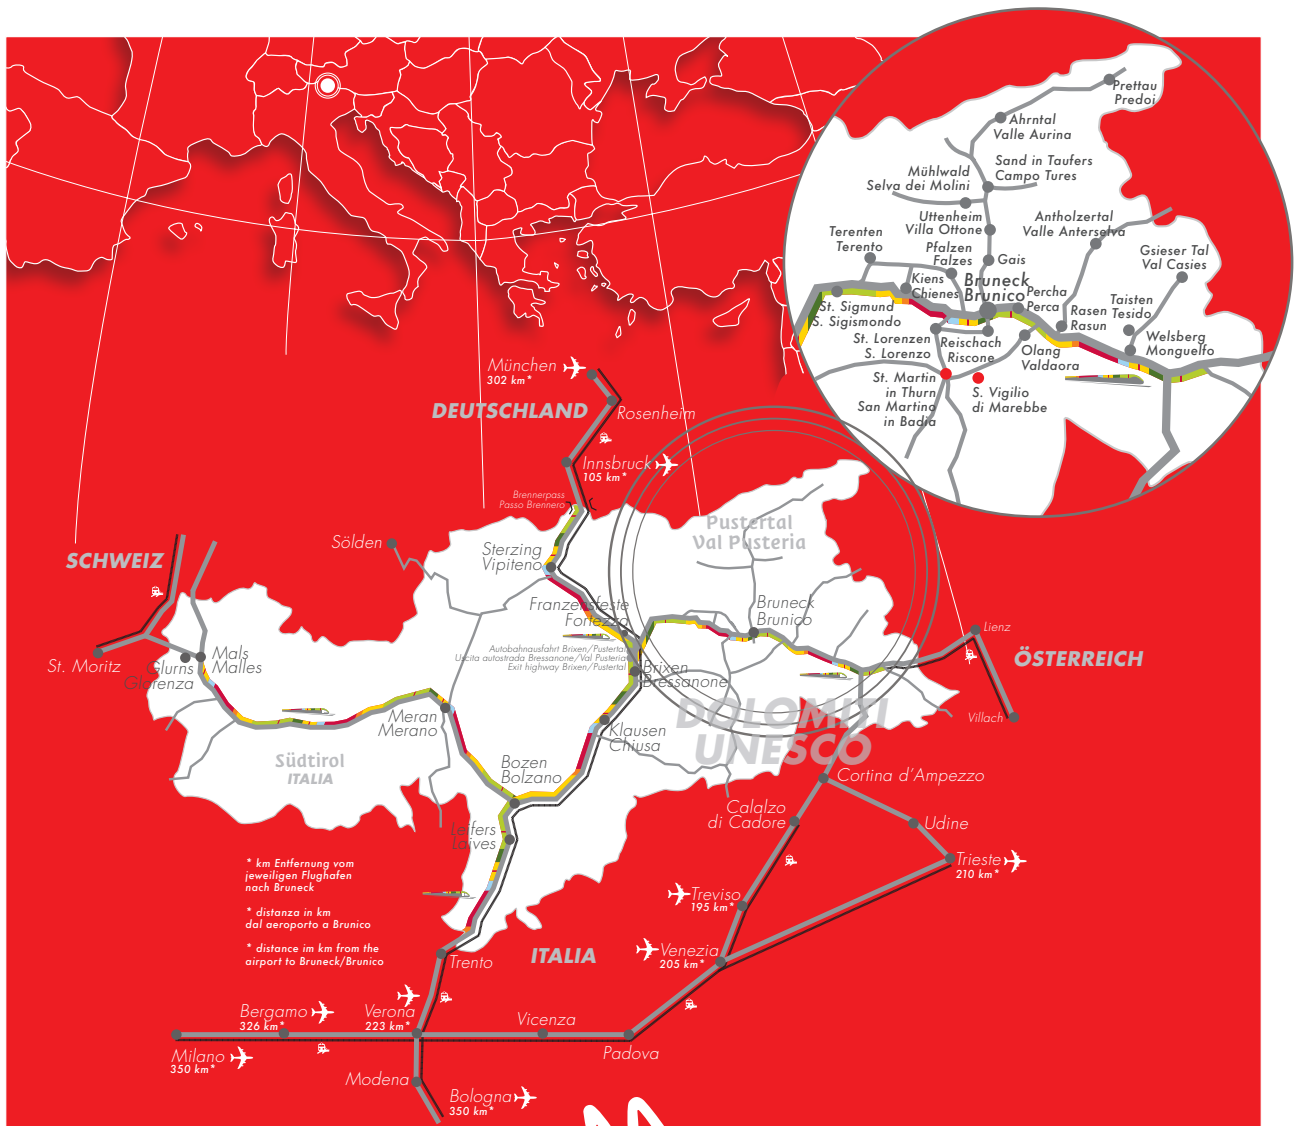 Prettau
Predoi
Ahrntal
Valle Aurina
Sand in Taufers
Campo Tures
Mühlwald
Selva dei Molini
Uttenheim
Villa Ottone
Antholzertal
Valle Anterselva
Terenten
Terento
Pfalzen
Falzes
Gais
Gsieser Tal
Val Casies
Kiens
Chienes
Bruneck
Brunico
Percha
Perca
Taisten
Tesido
St. Sigmund
S. Sigismondo
Rasen
Rasun
St. Lorenzen
S. Lorenzo
Reischach
Riscone
Olang
Valdaora
Welsberg
Monguelfo
St. Martin
in Thurn
San Martino
in Badia
S. Vigilio
di Marebbe
München
302 km*
DEUTSCHLAND
Rosenheim
Innsbruck
105 km*
Brennerpass
Passo Brennero
Pustertal
Val Pusteria
Sölden
Sterzing
Vipiteno
SCHWEIZ
Franzensfeste
Fortezza
Bruneck
Brunico
Lienz
Autobahnausfahrt Brixen/Pustertal
Uscita autostrada Bressanone/Val Pusteria
Exit highway Brixen/Pustertal
ÖSTERREICH
St. Moritz
Glurns
Glorenza
Mals
Malles
Brixen
Bressanone
Villach
Meran
Merano
Klausen
Chiusa
DOLOMITI
UNESCO
Südtirol
ITALIA
Bozen
Bolzano
Cortina d'Ampezzo
Calalzo
di Cadore
Udine
Leifers
Laives
Trieste
210 km*
* km Entfernung vom
jeweiligen Flughafen
nach Bruneck
* distanza in km
dal aeroporto a Brunico
* distance im km from the
airport to Bruneck/Brunico
Treviso
195 km*
ITALIA
Venezia
205 km*
Trento
Bergamo
326 km*
Verona
223 km*
Vicenza
Milano
350 km*
Padova
Modena
Bologna
350 km*